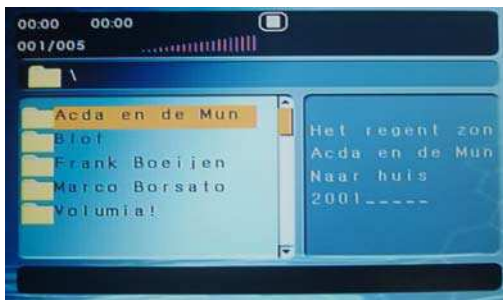 00:00 00:00
001/005
\
Acda en de Mun
Blof
Frank Boeijen
Marco Borsato
Volumia!
Het regent zon
Acda en de Mun
Naar huis
2001_____